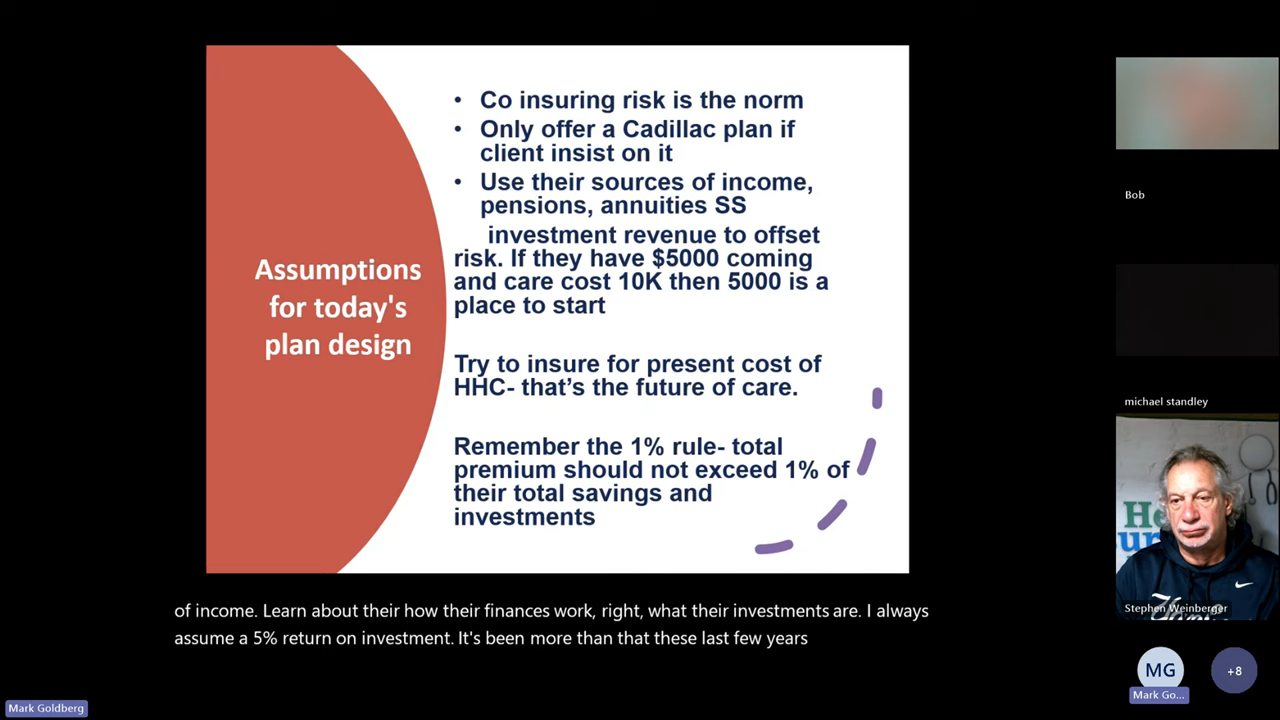 Assumptions
for today's
plan design
• Co insuring risk is the norm
• Only offer a Cadillac plan if
client insist on it
• Use their sources of income,
pensions, annuities SS
investment revenue to offset
risk. If they have $5000 coming
and care cost 10K then 5000 is a
place to start
Try to insure for present cost of
HHC- that's the future of care.
Remember the 1% rule- total
premium should not exceed 1% of
their total savings and
investments
of income. Learn about their how their finances work, right, what their investments are. I always
assume a 5% return on investment. It's been more than that these last few years
Mark Goldberg
Bob
michael standley
He
Stephen Weinberger
MG
Mark Go...
+8